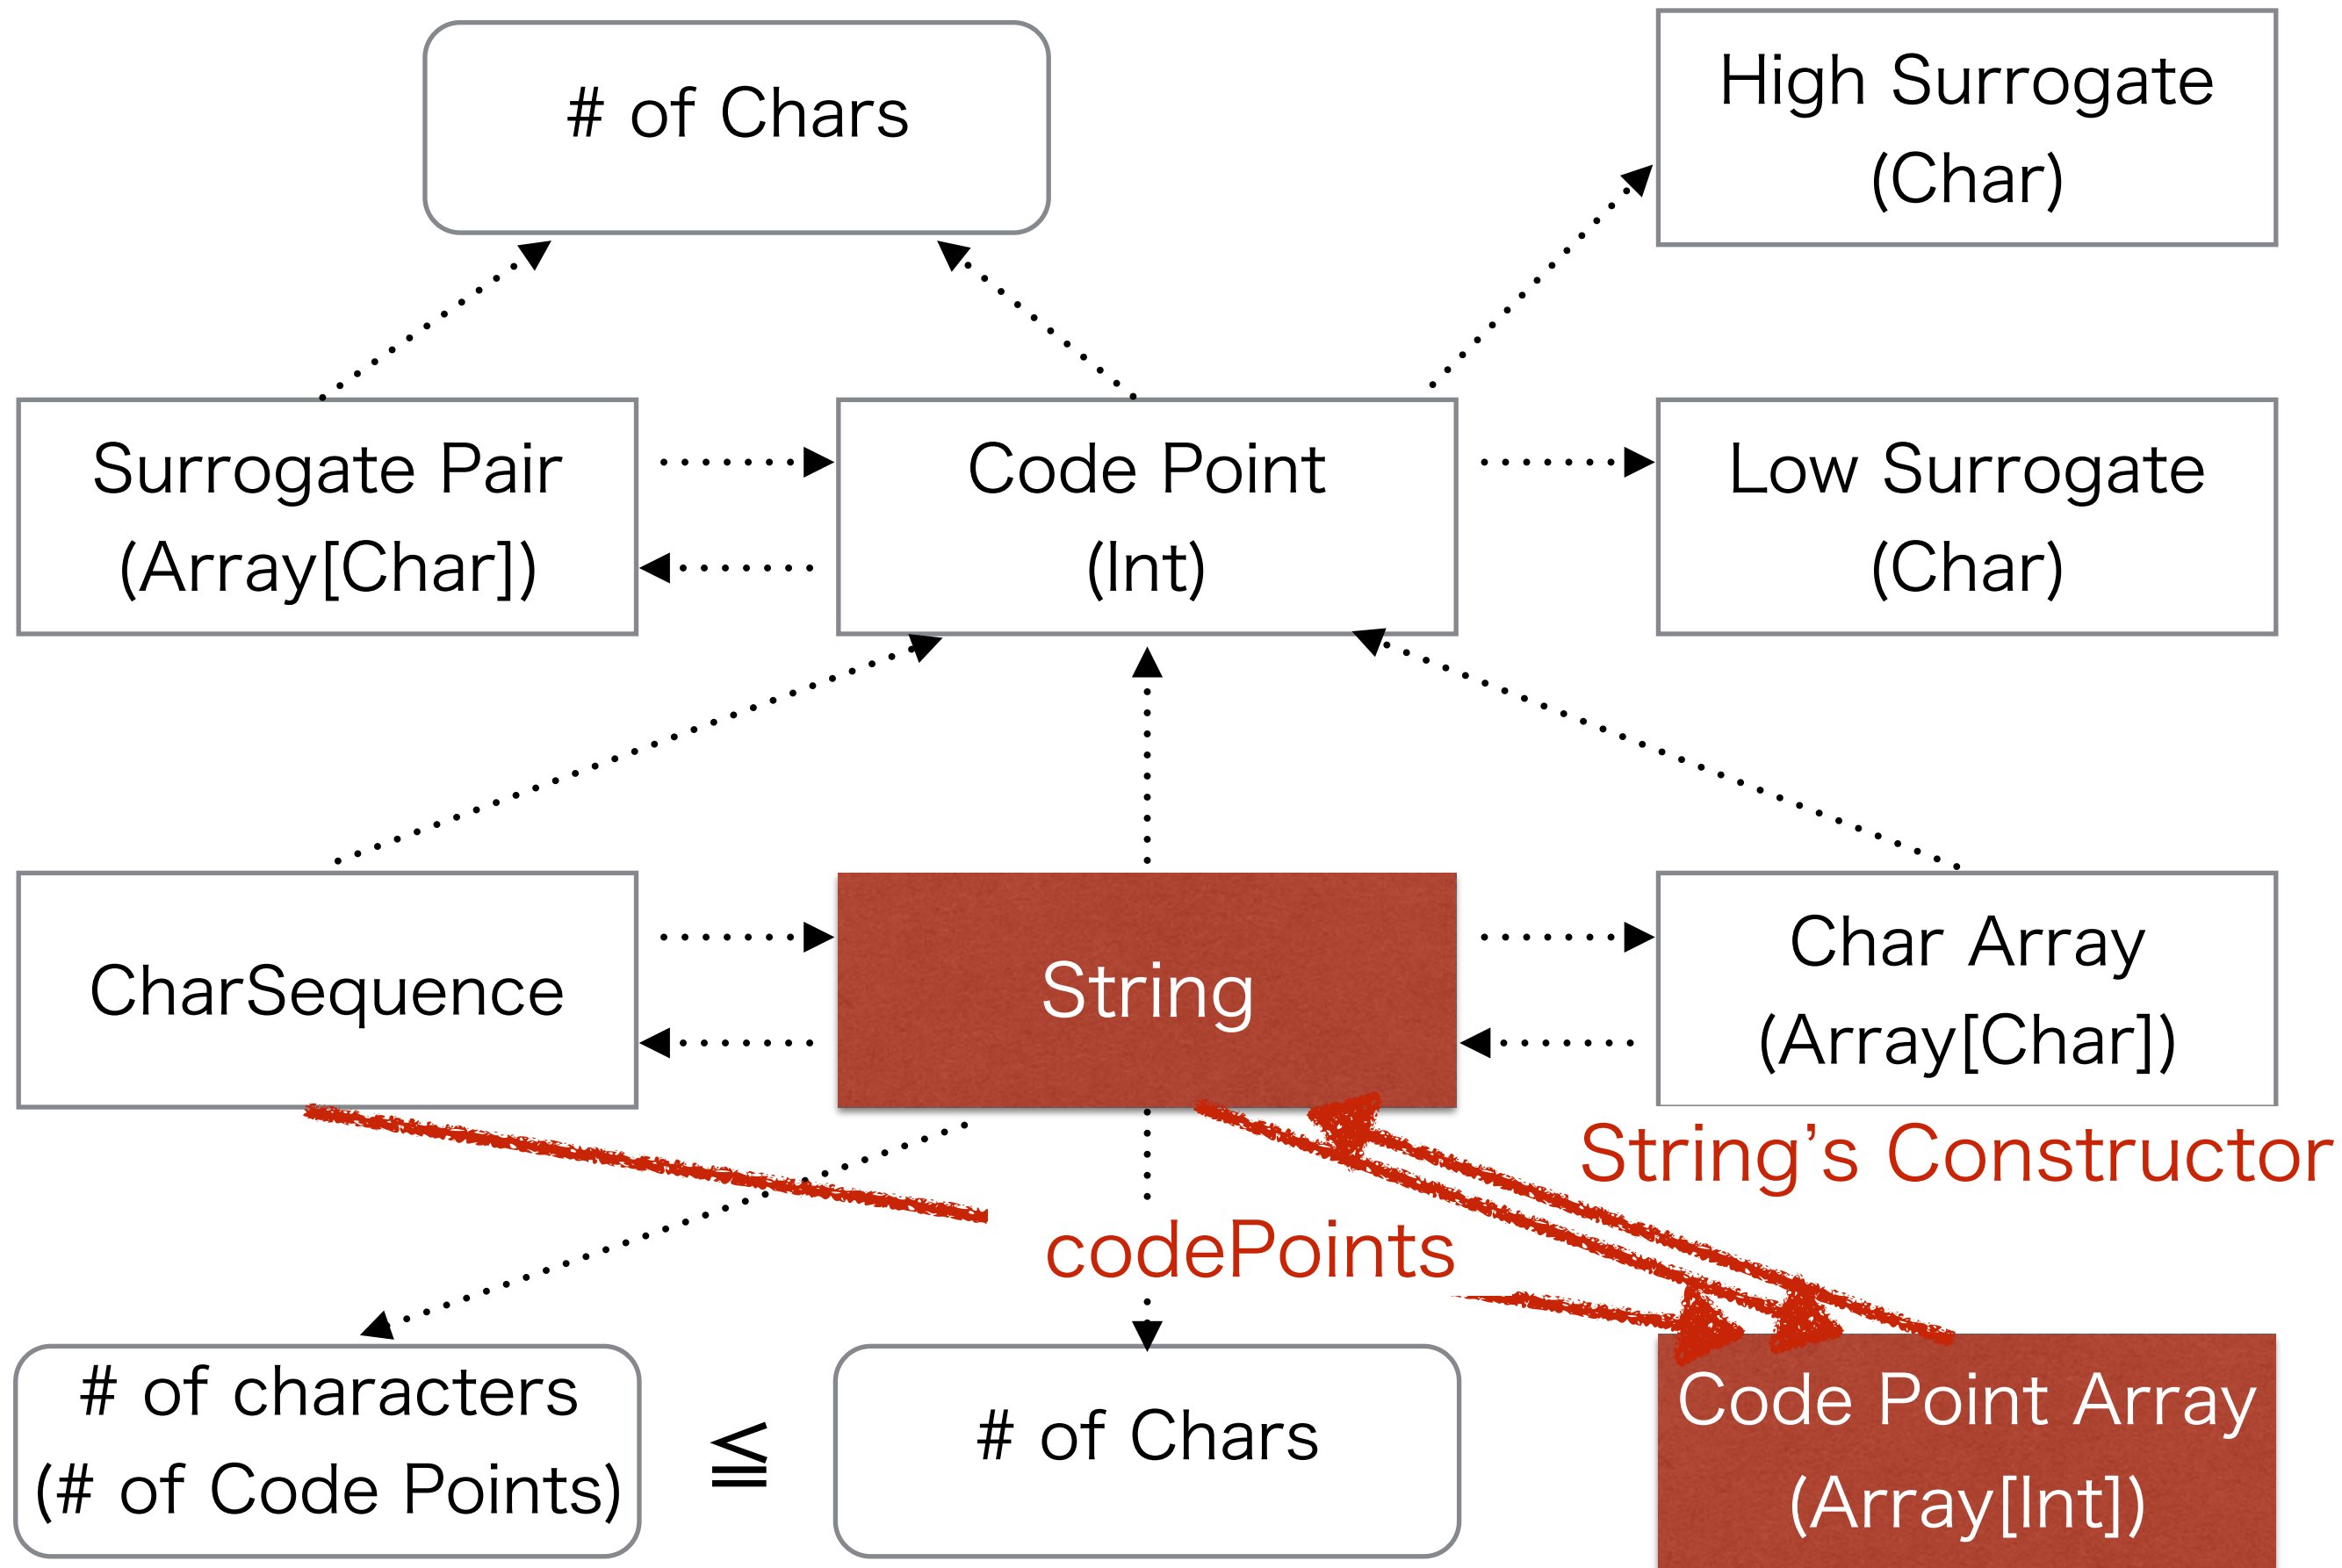 # of Chars
High Surrogate
(Char)
Surrogate Pair
(Array[Char])
Code Point
(Int)
Low Surrogate
(Char)
CharSequence
String
Char Array
(Array[Char])
String's Constructor
codePoints
# of characters
(# of Code Points)
≦
# of Chars
Code Point Array
(Array[Int])